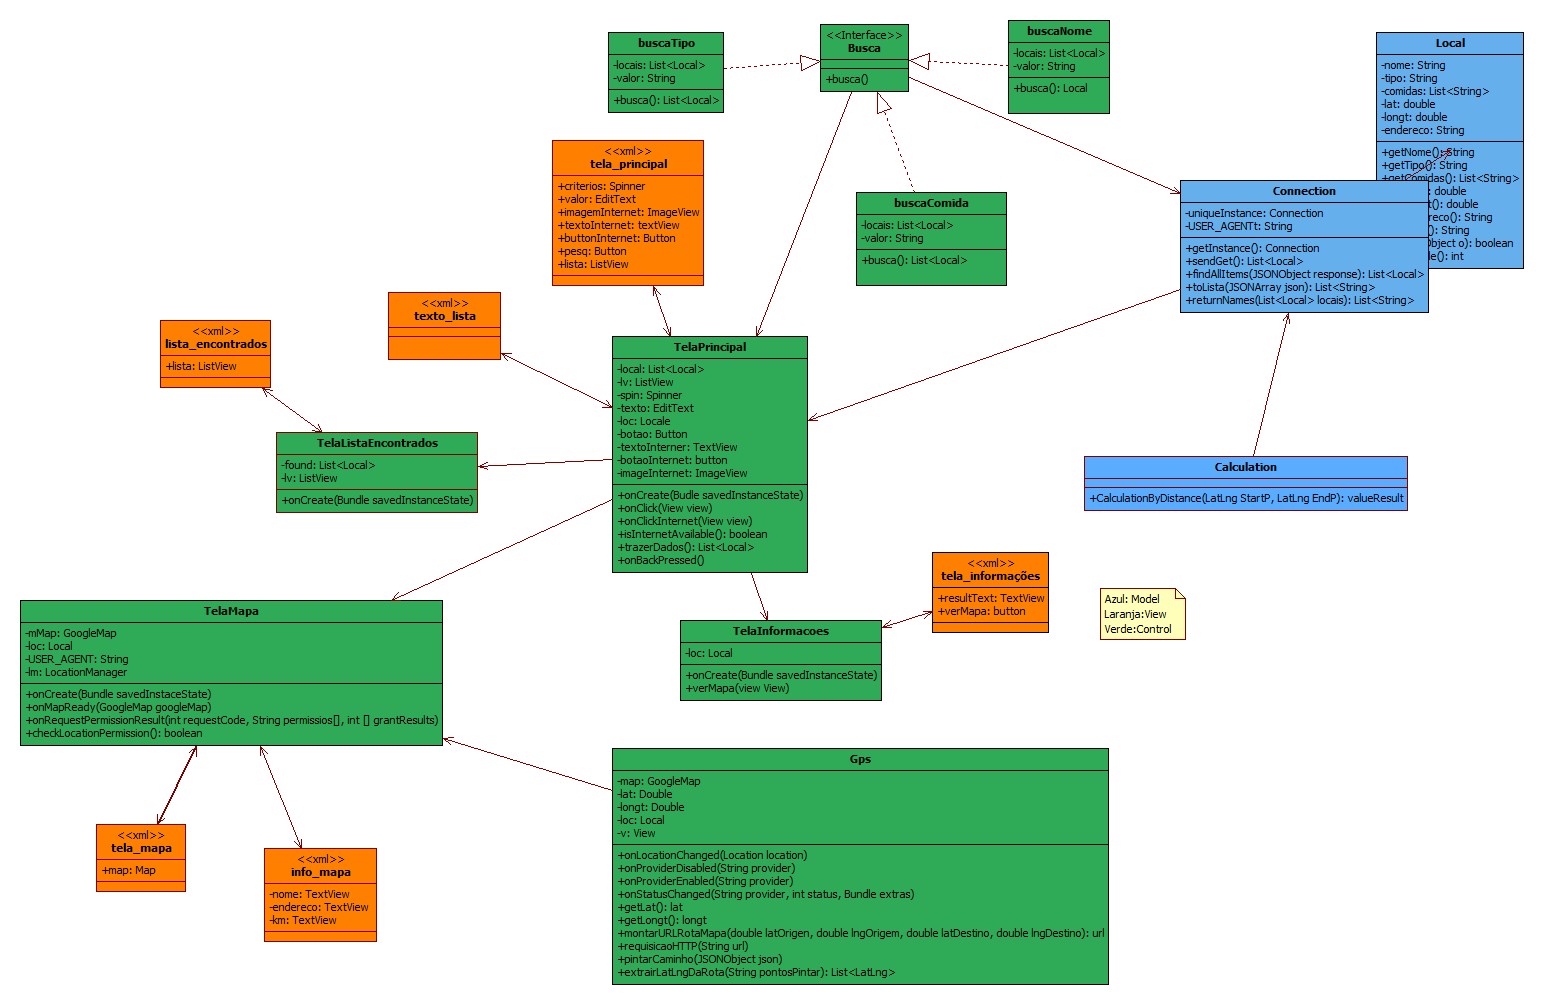 buscaTipo
-locais: List<Local>
-valor: String
+busca(): List<Local>
<<Interface>>
Busca
+busca()
buscaNome
-locais: List<Local>
-valor: String
+busca(): Local
Local
-nome: String
-tipo: String
-comidas: List<String>
-lat: double
-longt: double
-endereco: String
+getNome(): String
+getTipo(): String
+getComidas(): List<String>
: double
t(): double
reco(): String
(): String
Object o): boolean
de(): int
Connection
-uniqueInstance: Connection
-USER_AGENTt: String
+getInstance(): Connection
+sendGet(): List<Local>
+findAllItems(JSONObject response): List<Local>
+toLista(JSONArray json): List<String>
+returnNames(List<Local> locais): List<String>
<<xml>>
tela_principal
+criterios: Spinner
+valor: EditText
+imagemInternet: ImageView
+textoInternet: textView
+buttonInternet: Button
+pesq: Button
+lista: ListView
buscaComida
-locais: List<Local>
-valor: String
+busca(): List<Local>
<<xml>>
texto_lista
<<xml>>
lista_encontrados
+lista: ListView
TelaPrincipal
-local: List<Local>
-lv: ListView
-spin: Spinner
-texto: EditText
-loc: Locale
-botao: Button
-textoInterner: TextView
-botaoInternet: button
-imageInternet: ImageView
+onCreate(Budle savedInstanceState)
+onClick(View view)
+onClickInternet(View view)
+isInternetAvailable(): boolean
+trazerDados(): List<Local>
+onBackPressed()
TelaListaEncontrados
-found: List<Local>
-lv: ListView
+onCreate(Bundle savedInstanceState)
Calculation
+CalculationByDistance(LatLng StartP, LatLng EndP): valueResult
<<xml>>
tela_informações
+resultText: TextView
+verMapa: button
Azul: Model
Laranja:View
Verde:Control
TelaMapa
-mMap: GoogleMap
-loc: Local
-USER_AGENT: String
-lm: LocationManager
+onCreate(Bundle savedInstaceState)
+onMapReady(GoogleMap googleMap)
+onRequestPermissionResult(int requestCode, String permissios[], int [] grantResults)
+checkLocationPermission(): boolean
TelaInformacoes
-loc: Local
+onCreate(Bundle savedInstanceState)
+verMapa(view View)
Gps
-map: GoogleMap
-lat: Double
-longt: Double
-loc: Local
-v: View
+onLocationChanged(Location location)
+onProviderDisabled(String provider)
+onProviderEnabled(String provider)
+onStatusChanged(String provider, int status, Bundle extras)
+getLat(): lat
+getLongt(): longt
+montarURLRotaMapa(double latOrigen, double lngOrigem, double latDestino, double lngDestino): url
+requisicaoHTTP(String url)
+pintarCaminho(JSONObject json)
+extrairLatLngDaRota(String pontosPintar): List<LatLng>
<<xml>>
tela_mapa
+map: Map
<<xml>>
info_mapa
-nome: TextView
-endereco: TextView
-km: TextView